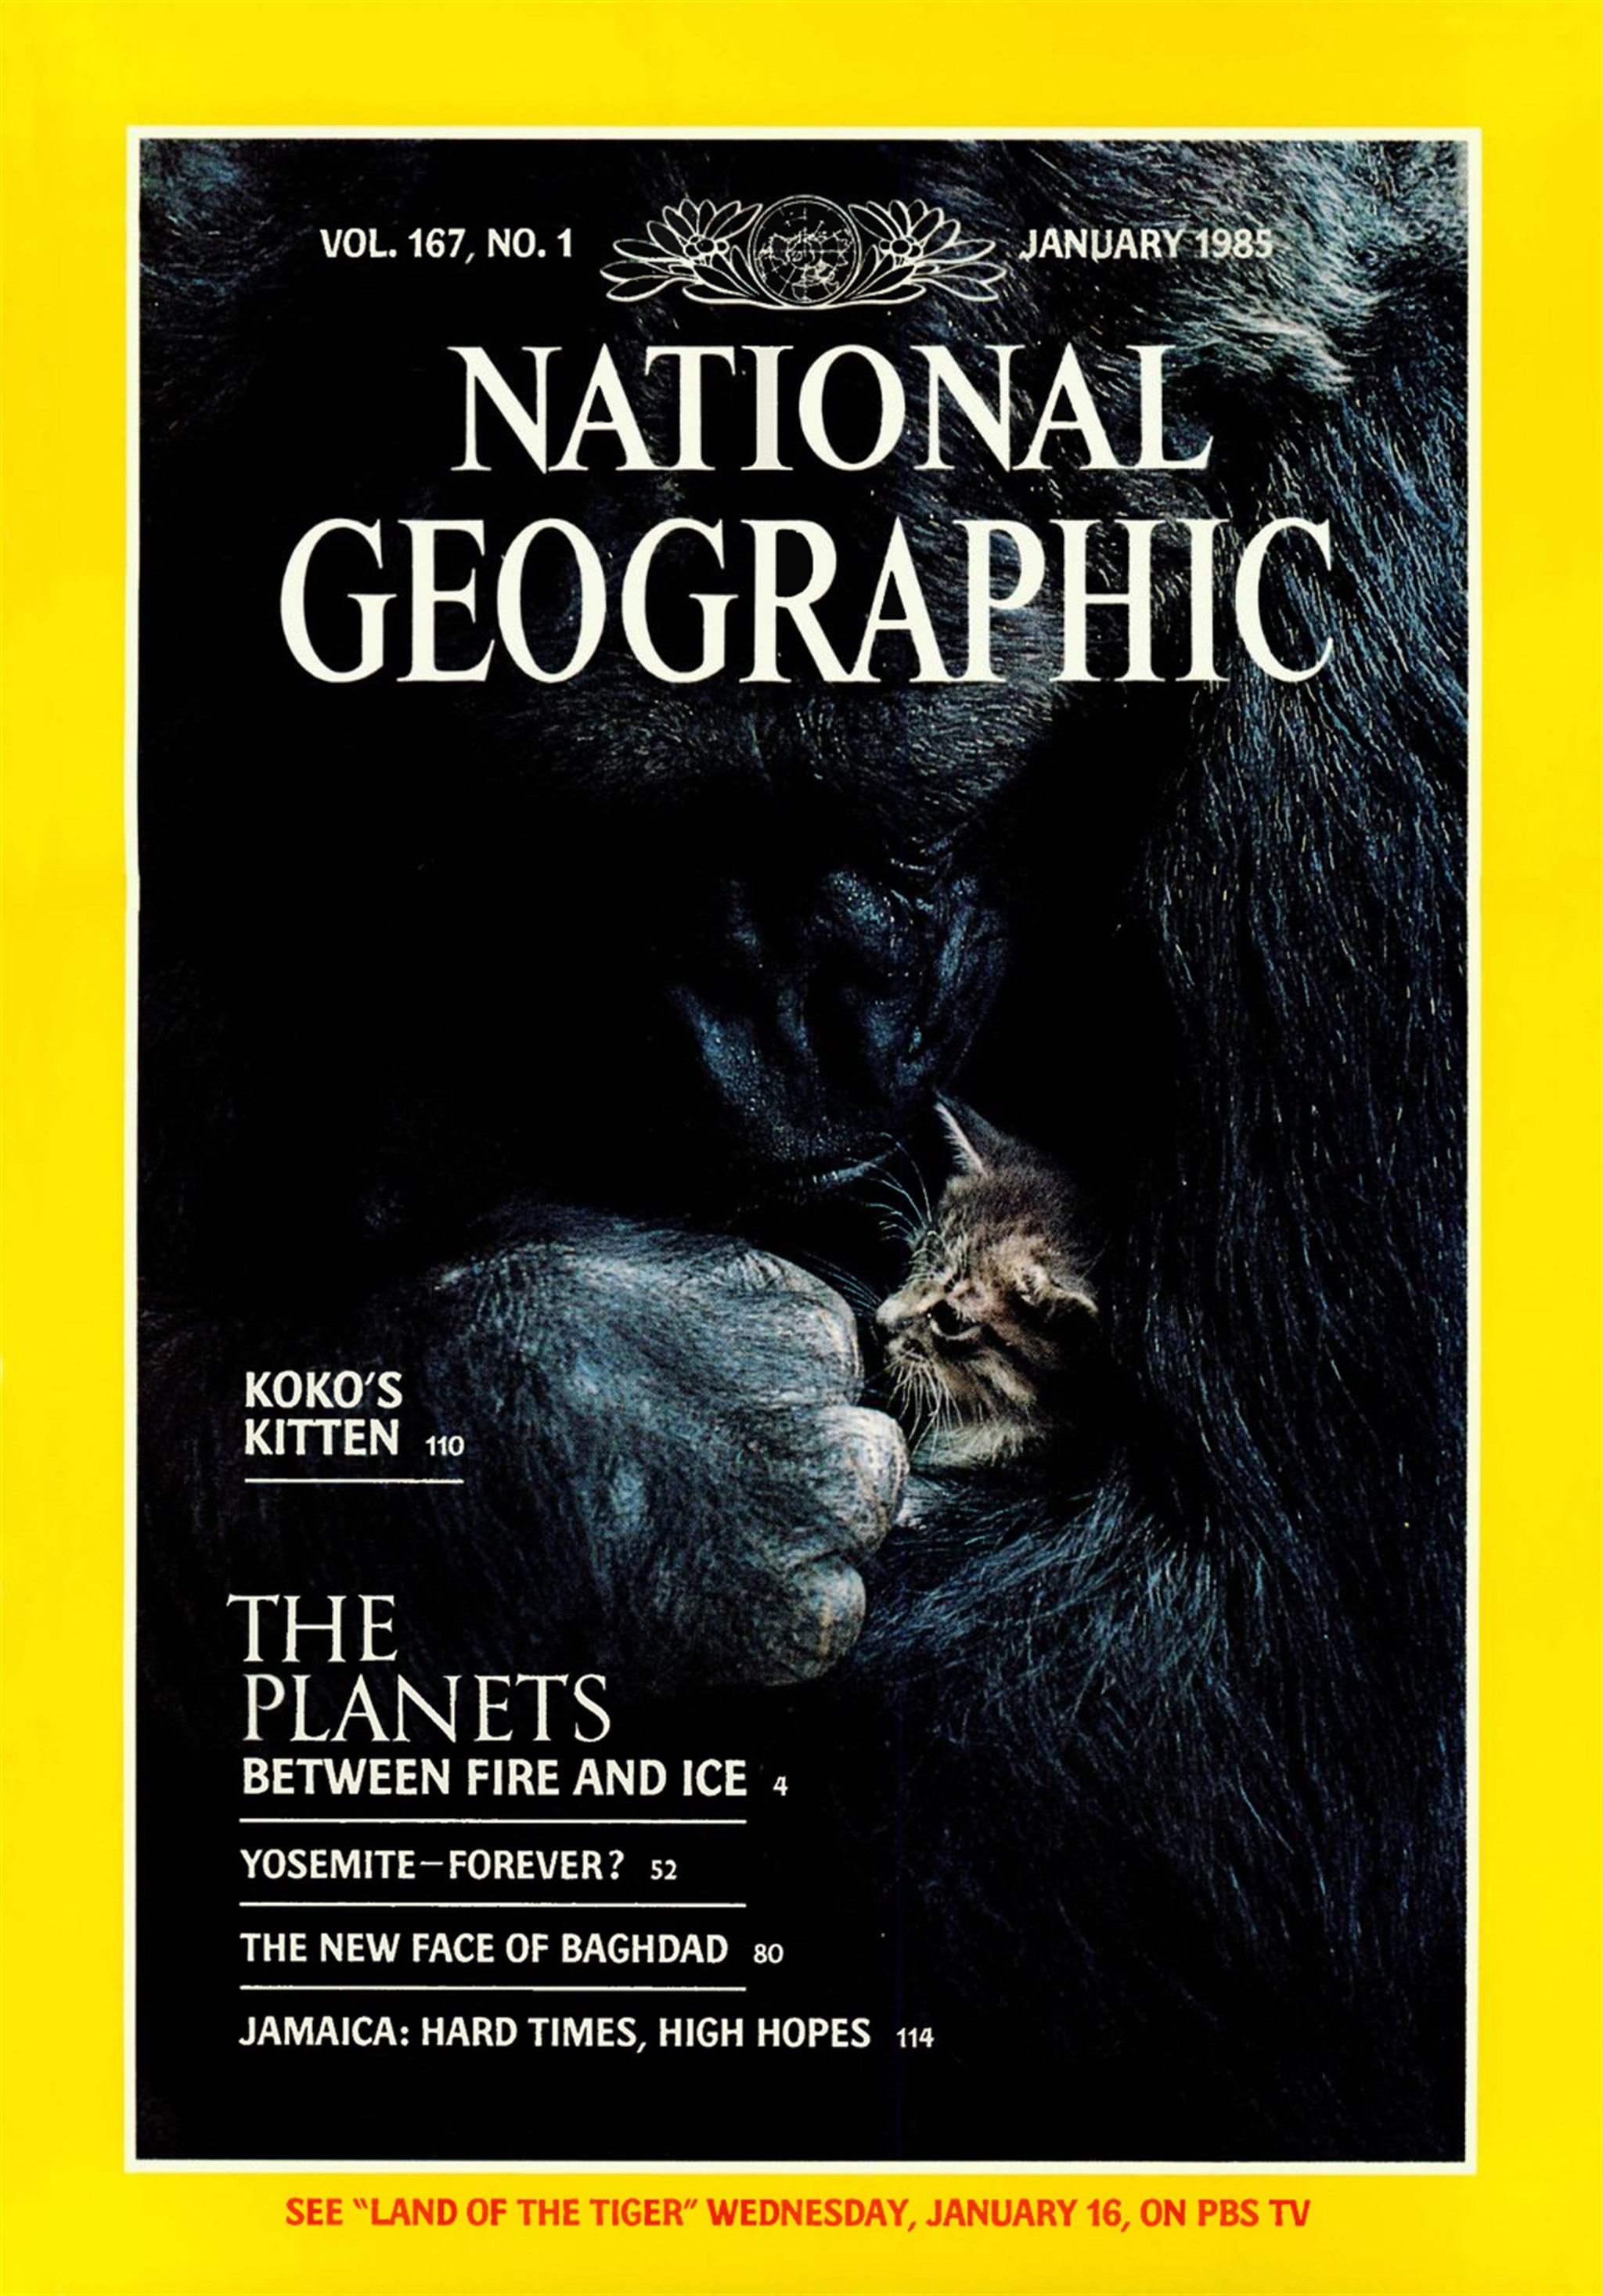 VOL. 167, NO. 1
JANUARY 1985
NATIONAL
GEOGRAPHIC
KOKO'S
KITTEN 110
THE
PLANETS
BETWEEN FIRE AND ICE 4
YOSEMITE—FOREVER? 52
THE NEW FACE OF BAGHDAD 80
JAMAICA: HARD TIMES, HIGH HOPES 114
SEE "LAND OF THE TIGER" WEDNESDAY, JANUARY 16, ON PBS TV